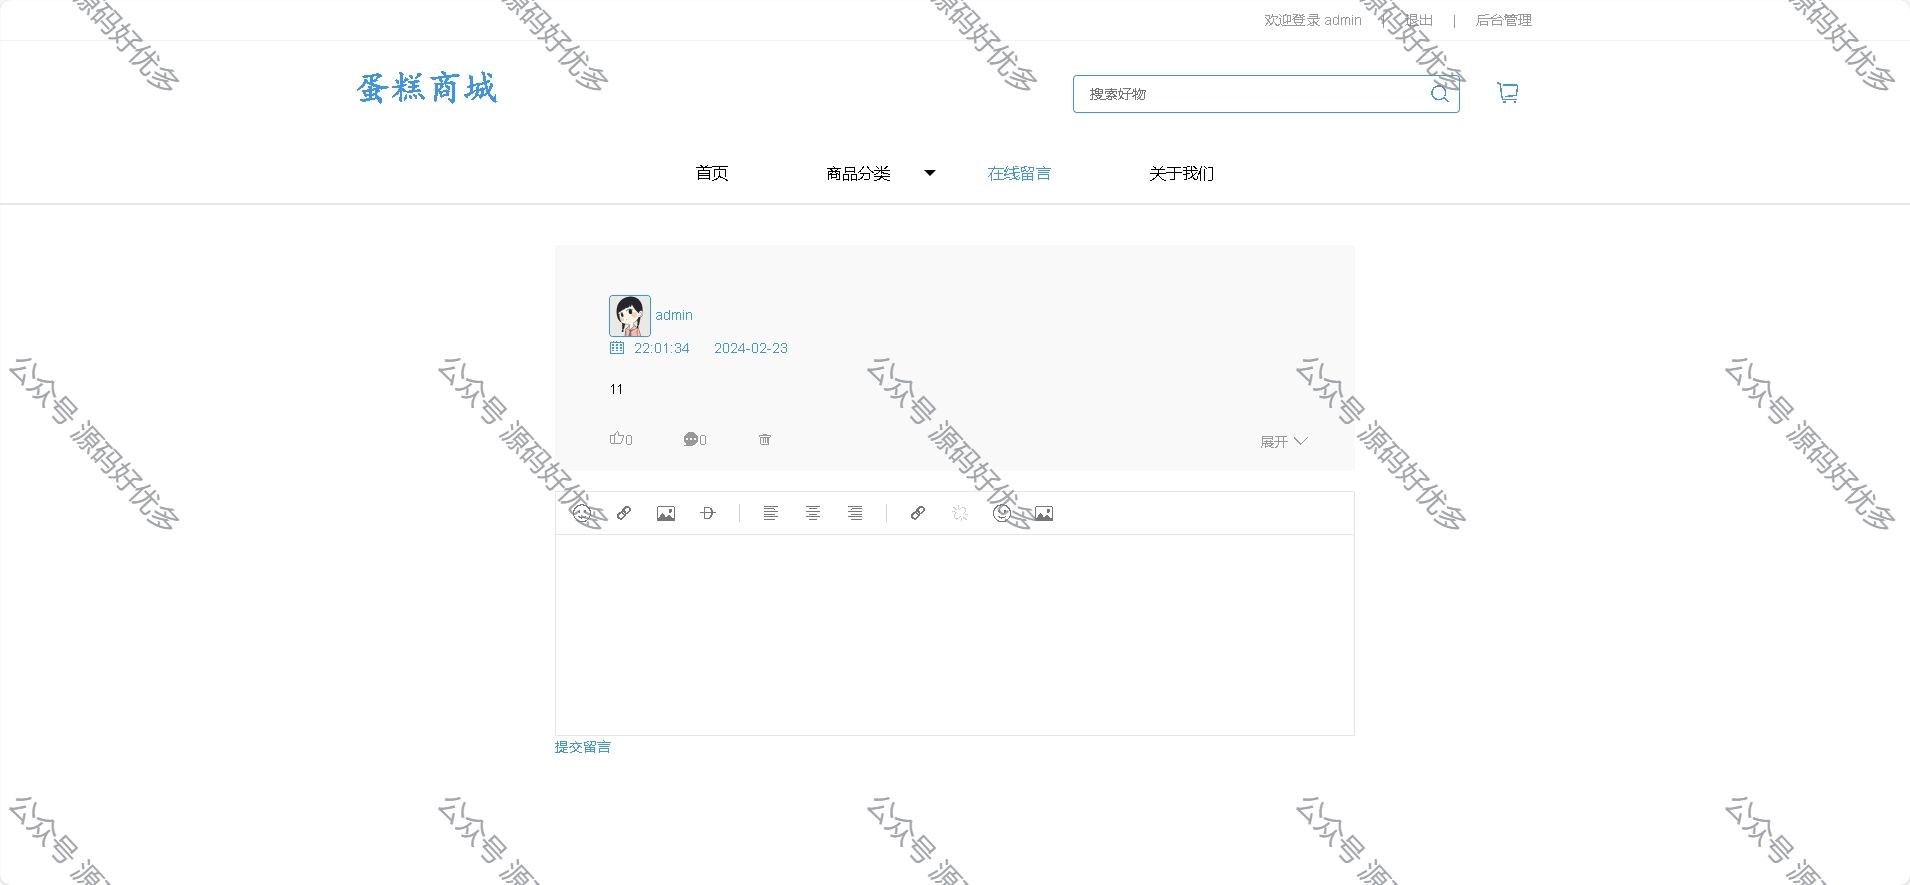 欢迎登录 admin | 退出 | 后台管理
蛋糕商城
搜索好物
首页 商品分类 在线留言 关于我们
admin
22:01:34 2024-02-23
11
0 0 展开
提交留言
源码好优多
源码好优多
源码好优多
源码好优多
源码好优多
公众号 源码好优多
公众号 源码好优多
公众号 源码好优多
公众号 源码好优多
公众号 源码好优多
公众号 源
公众号 源
公众号 源
公众号 源
公众号 源